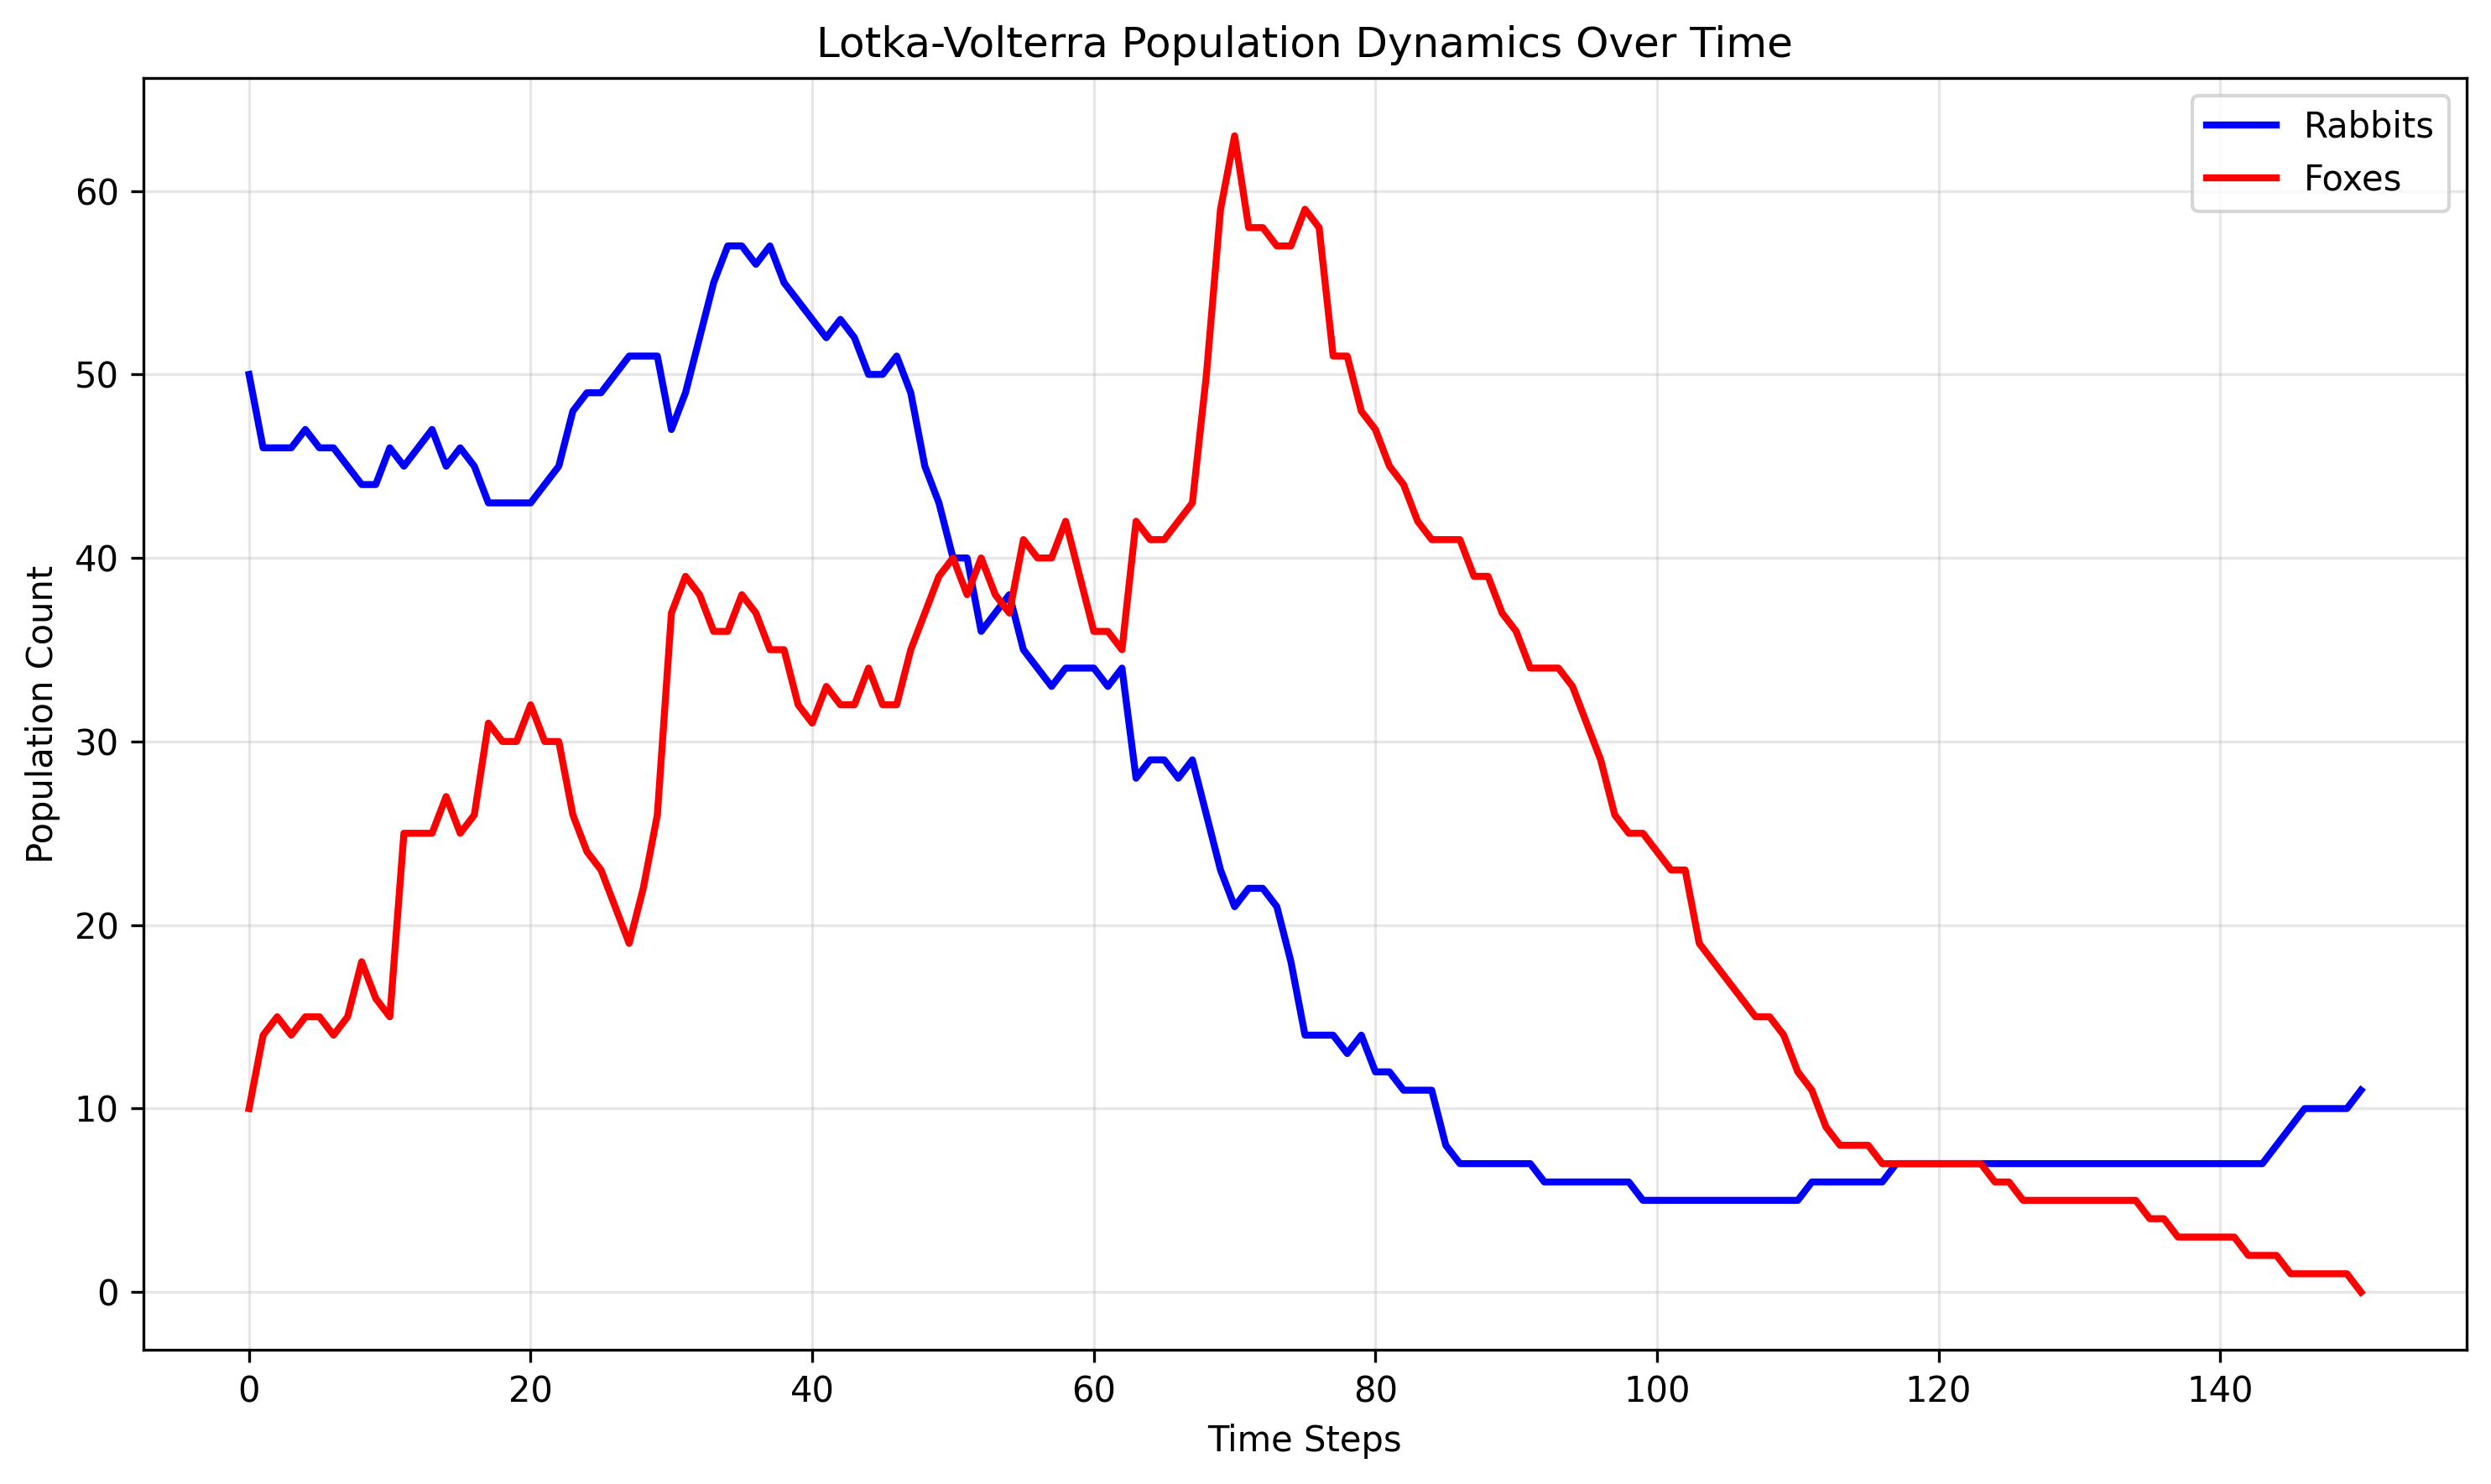 Lotka-Volterra Population Dynamics Over Time
Rabbits
Foxes
Population Count
60
50
40
30
20
10
0
0 20 40 60 80 100 120 140
Time Steps